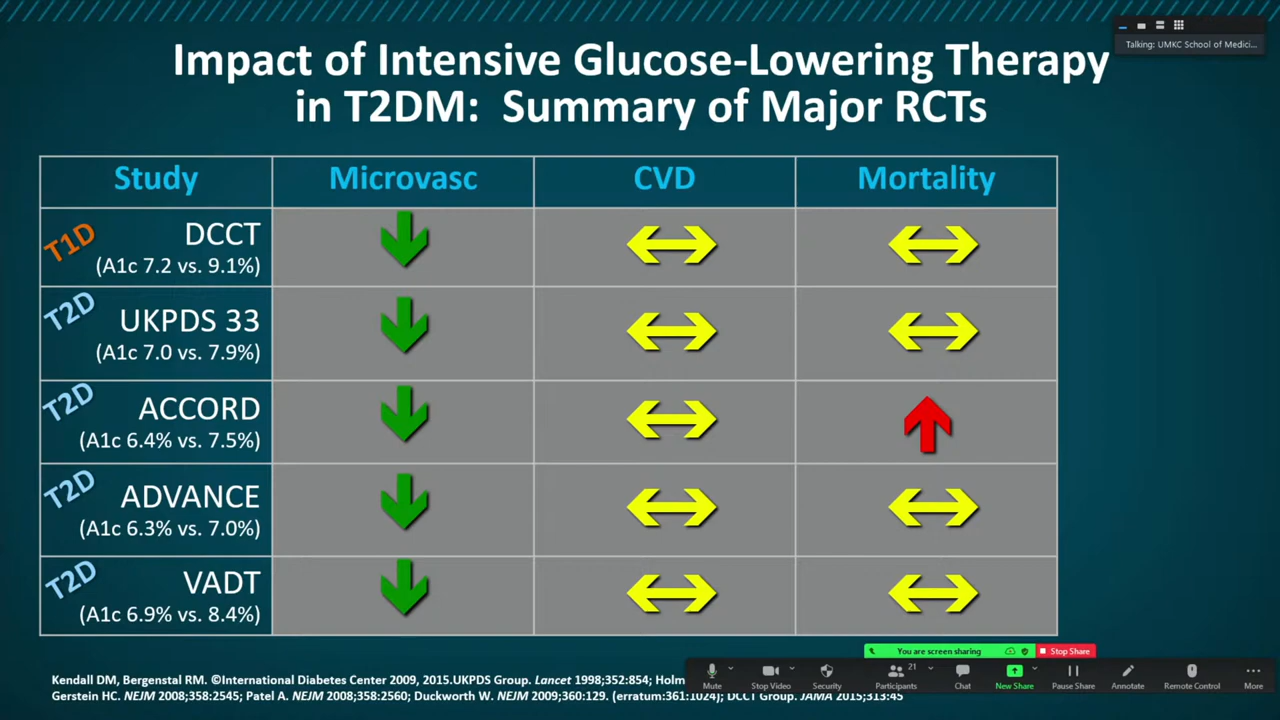 Talking: UMKC School of Medici...
Impact of Intensive Glucose-Lowering Therapy
in T2DM: Summary of Major RCTs
Study Microvasc CVD Mortality
T1D DCCT
(A1c 7.2 vs. 9.1%)
T2D UKPDS 33
(A1c 7.0 vs. 7.9%)
T2D ACCORD
(A1c 6.4% vs. 7.5%)
T2D ADVANCE
(A1c 6.3% vs. 7.0%)
T2D VADT
(A1c 6.9% vs. 8.4%)
You are screen sharing Stop Share
Kendall DM, Bergenstal RM. ©International Diabetes Center 2009, 2015.UKPDS Group. Lancet 1998;352:854; Holm
Gerstein HC. NEJM 2008;358:2545; Patel A. NEJM 2008;358:2560; Duckworth W. NEJM 2009;360:129. (erratum:361:1024); DCCT Group. JAMA 2015;313:45
21
Mute Stop Video Security Participants Chat New Share Pause Share Annotate Remote Control More